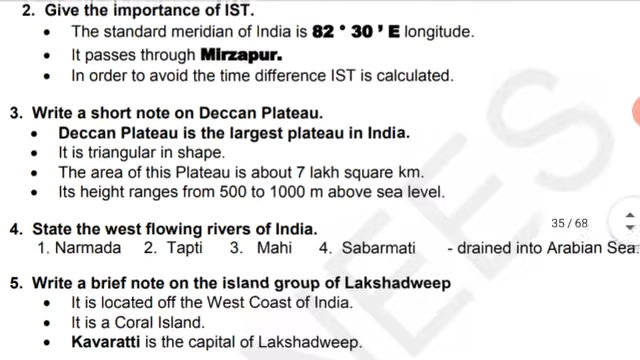 2. Give the importance of IST.
• The standard meridian of India is 82 ° 30 ' E longitude.
• It passes through Mirzapur.
• In order to avoid the time difference IST is calculated.
3. Write a short note on Deccan Plateau.
• Deccan Plateau is the largest plateau in India.
• It is triangular in shape.
• The area of this Plateau is about 7 lakh square km.
• Its height ranges from 500 to 1000 m above sea level.
35 / 68
4. State the west flowing rivers of India.
1. Narmada 2. Tapti 3. Mahi 4. Sabarmati - drained into Arabian Sea.
5. Write a brief note on the island group of Lakshadweep
• It is located off the West Coast of India.
• It is a Coral Island.
• Kavaratti is the capital of Lakshadweep.